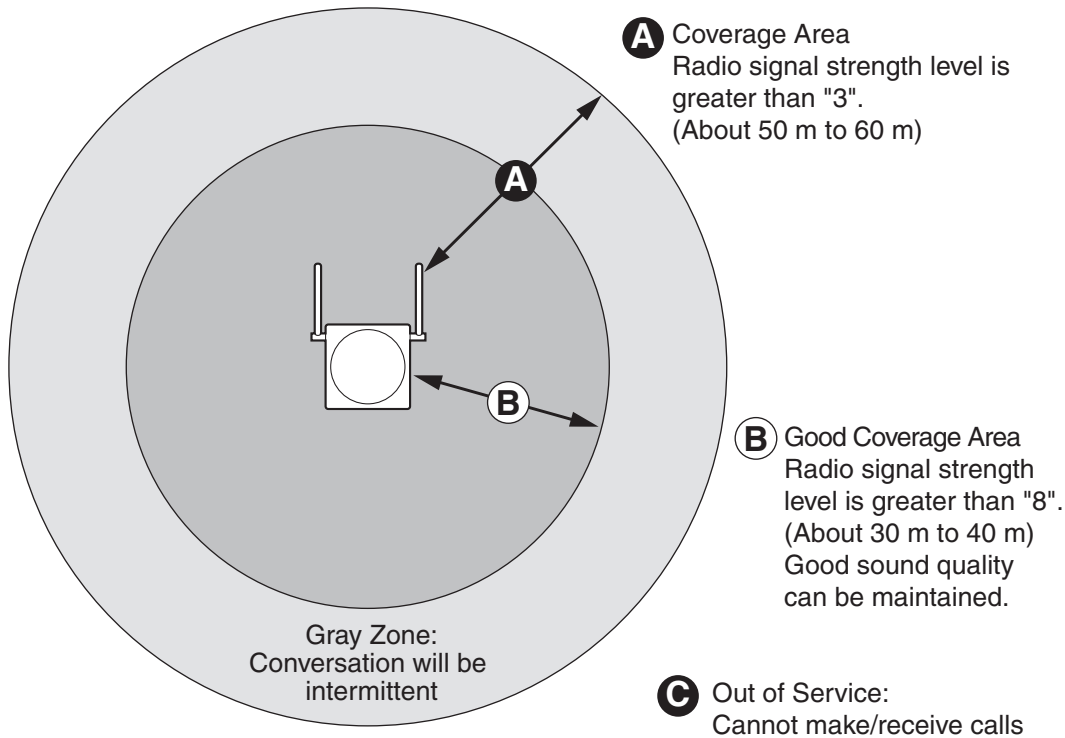 A Coverage Area
Radio signal strength level is
greater than "3".
(About 50 m to 60 m)
A
B
B Good Coverage Area
Radio signal strength
level is greater than "8".
(About 30 m to 40 m)
Good sound quality
can be maintained.
Gray Zone:
Conversation will be
intermittent
C Out of Service:
Cannot make/receive calls